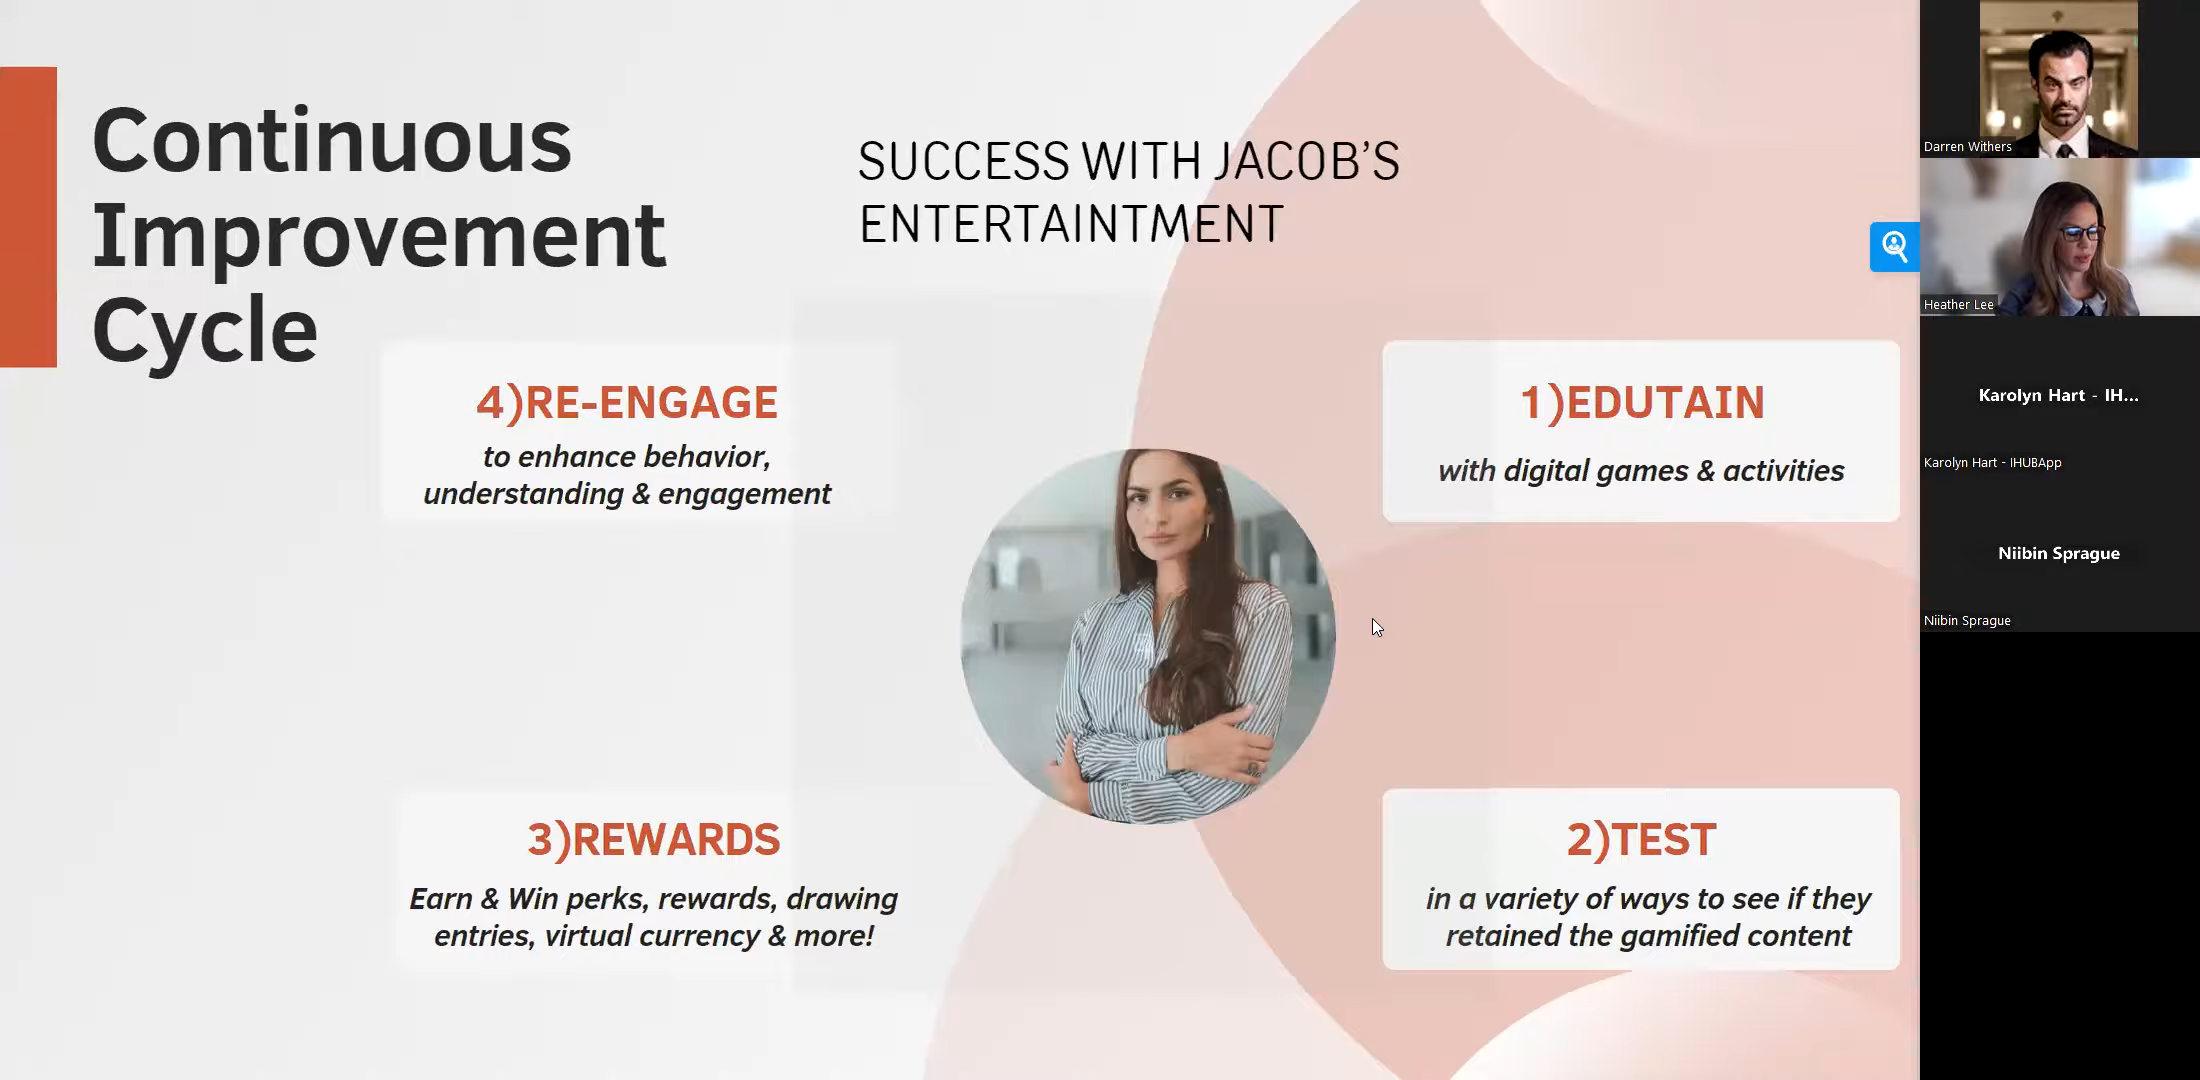 Continuous
Improvement
Cycle
SUCCESS WITH JACOB'S
ENTERTAINTMENT
4)RE-ENGAGE
to enhance behavior,
understanding & engagement
1)EDUTAIN
with digital games & activities
3)REWARDS
Earn & Win perks, rewards, drawing
entries, virtual currency & more!
2)TEST
in a variety of ways to see if they
retained the gamified content
Darren Withers
Heather Lee
Karolyn Hart - IH...
Karolyn Hart - IHUBApp
Niibin Sprague
Niibin Sprague